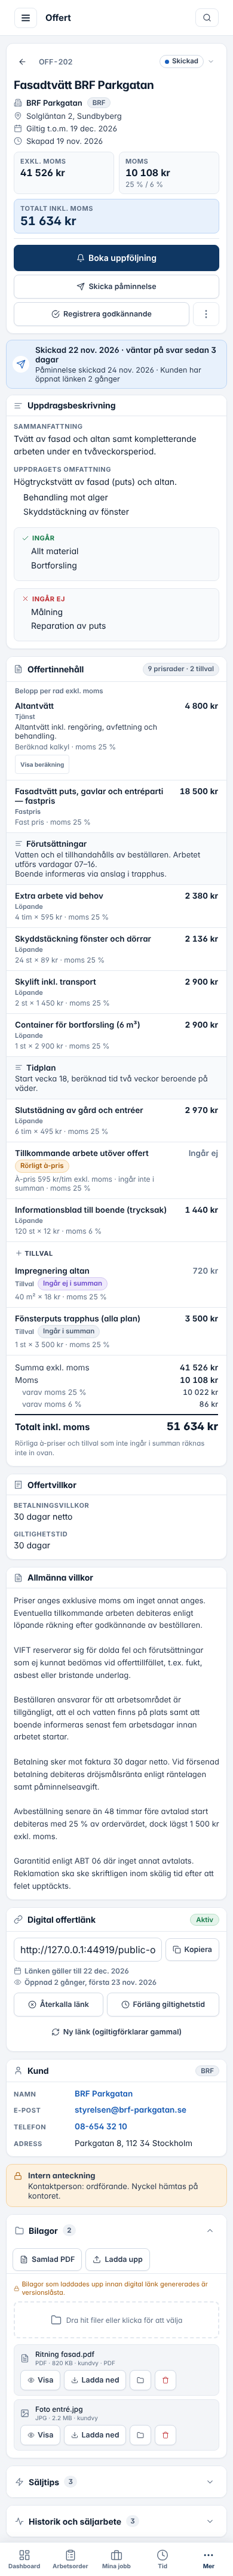 Offert
OFF-202
Skickad
Fasadtvätt BRF Parkgatan
BRF Parkgatan BRF
Solgläntan 2, Sundbyberg
Giltig t.o.m. 19 dec. 2026
Skapad 19 nov. 2026
EXKL. MOMS
41 526 kr
MOMS
10 108 kr
25 % / 6 %
TOTALT INKL. MOMS
51 634 kr
Boka uppföljning
Skicka påminnelse
Registrera godkännande
Skickad 22 nov. 2026 · väntar på svar sedan 3
dagar
Påminnelse skickad 24 nov. 2026 · Kunden har
öppnat länken 2 gånger
Uppdragsbeskrivning
SAMMANFATTNING
Tvätt av fasad och altan samt kompletterande
arbeten under en tvåveckorsperiod.
UPPDRAGETS OMFATTNING
Högtryckstvätt av fasad (puts) och altan.
Behandling mot alger
Skyddstäckning av fönster
INGÅR
Allt material
Bortforsling
INGÅR EJ
Målning
Reparation av puts
Offertinnehåll
9 prisrader · 2 tillval
Belopp per rad exkl. moms
Altantvätt 4 800 kr
Tjänst
Altantvätt inkl. rengöring, avfettning och
behandling.
Beräknad kalkyl · moms 25 %
Visa beräkning
Fasadtvätt puts, gavlar och entréparti
— fastpris 18 500 kr
Fastpris
Fast pris · moms 25 %
Förutsättningar
Vatten och el tillhandahålls av beställaren. Arbetet
utförs vardagar 07–16.
Boende informeras via anslag i trapphus.
Extra arbete vid behov 2 380 kr
Löpande
4 tim × 595 kr · moms 25 %
Skyddstäckning fönster och dörrar 2 136 kr
Löpande
24 st × 89 kr · moms 25 %
Skylift inkl. transport 2 900 kr
Löpande
2 st × 1 450 kr · moms 25 %
Container för bortforsling (6 m³) 2 900 kr
Löpande
1 st × 2 900 kr · moms 25 %
Tidplan
Start vecka 18, beräknad tid två veckor beroende på
väder.
Slutstädning av gård och entréer 2 970 kr
Löpande
6 tim × 495 kr · moms 25 %
Tillkommande arbete utöver offert Ingår ej
Rörligt à-pris
À-pris 595 kr/tim exkl. moms · ingår inte i
summan · moms 25 %
Informationsblad till boende (trycksak) 1 440 kr
Löpande
120 st × 12 kr · moms 6 %
TILLVAL
Impregnering altan 720 kr
Tillval Ingår ej i summan
40 m² × 18 kr · moms 25 %
Fönsterputs trapphus (alla plan) 3 500 kr
Tillval Ingår i summan
1 st × 3 500 kr · moms 25 %
Summa exkl. moms 41 526 kr
Moms 10 108 kr
varav moms 25 % 10 022 kr
varav moms 6 % 86 kr
Totalt inkl. moms 51 634 kr
Rörliga à-priser och tillval som inte ingår i summan räknas
inte in ovan.
Offertvillkor
BETALNINGSVILLKOR
30 dagar netto
GILTIGHETSTID
30 dagar
Allmänna villkor
Priser anges exklusive moms om inget annat anges.
Eventuella tillkommande arbeten debiteras enligt
löpande räkning efter godkännande av beställaren.
VIFT reserverar sig för dolda fel och förutsättningar
som ej kunnat bedömas vid offerttillfället, t.ex. fukt,
asbest eller bristande underlag.
Beställaren ansvarar för att arbetsområdet är
tillgängligt, att el och vatten finns på plats samt att
boende informeras senast fem arbetsdagar innan
arbetet startar.
Betalning sker mot faktura 30 dagar netto. Vid försenad
betalning debiteras dröjsmålsränta enligt räntelagen
samt påminnelseavgift.
Avbeställning senare än 48 timmar före avtalad start
debiteras med 25 % av ordervärdet, dock lägst 1 500 kr
exkl. moms.
Garantitid enligt ABT 06 där inget annat avtalats.
Reklamation ska ske skriftligen inom skälig tid efter att
felet upptäckts.
Digital offertlänk
Aktiv
http://127.0.0.1:44919/public-o
Kopiera
Länken gäller till 22 dec. 2026
Öppnad 2 gånger, första 23 nov. 2026
Återkalla länk
Förläng giltighetstid
Ny länk (ogiltigförklarar gammal)
Kund
BRF
NAMN BRF Parkgatan
E-POST styrelsen@brf-parkgatan.se
TELEFON 08-654 32 10
ADRESS Parkgatan 8, 112 34 Stockholm
Intern anteckning
Kontaktperson: ordförande. Nyckel hämtas på
kontoret.
Bilagor 2
Samlad PDF
Ladda upp
Bilagor som laddades upp innan digital länk genererades är
versionslåsta.
Dra hit filer eller klicka för att välja
Ritning fasad.pdf
PDF · 820 KB · kundvy · PDF
Visa
Ladda ned
Foto entré.jpg
JPG · 2.2 MB · kundvy
Visa
Ladda ned
Säljtips 3
Historik och säljarbete 3
Dashboard
Arbetsorder
Mina jobb
Tid
Mer